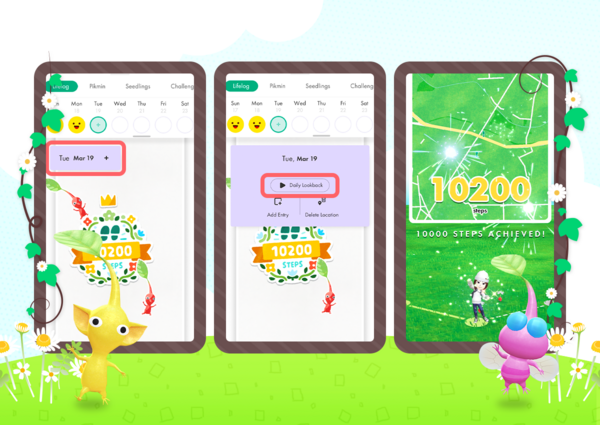 Lifelog Pikmin Seedlings Challeng
Mon Tue Wed Thu Fri Sat
Tue Mar 19 +
10200
STEPS
Lifelog Pikmin Seedlings Challeng
Sun Mon Tue Wed Thu Fri Sat
Tue, Mar 19
Daily Lookback
Add Entry Delete Location
10200
STEPS
10200
steps
10000 STEPS ACHIEVED!